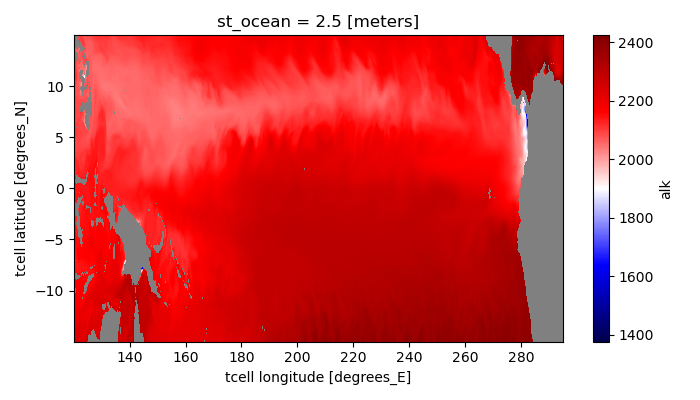 st_ocean = 2.5 [meters]
10
5
0
−5
−10
tcell latitude [degrees_N]
140 160 180 200 220 240 260 280
tcell longitude [degrees_E]
2400
2200
2000
1800
1600
1400
alk